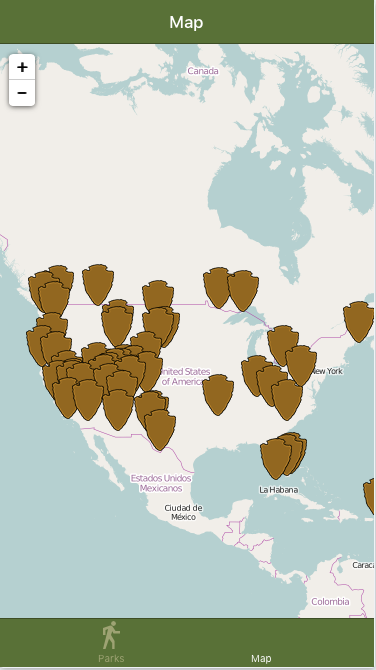 Map
+
−
Canada
United States
of America
New York
La Habana
Estados Unidos
Mexicanos
Ciudad de
México
Carac
Colombia
Parks
Map